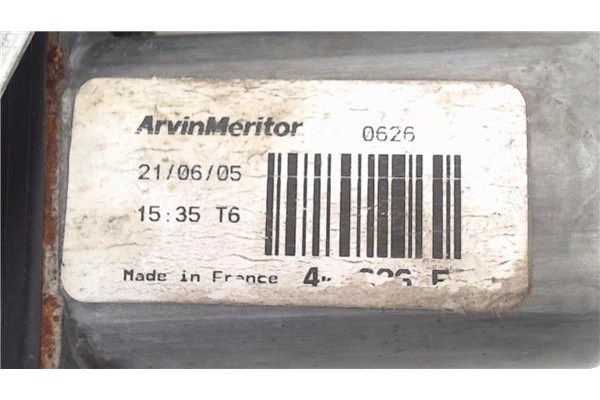 ArvinMeritor 0626
21/06/05
15:35 T6
Made in France